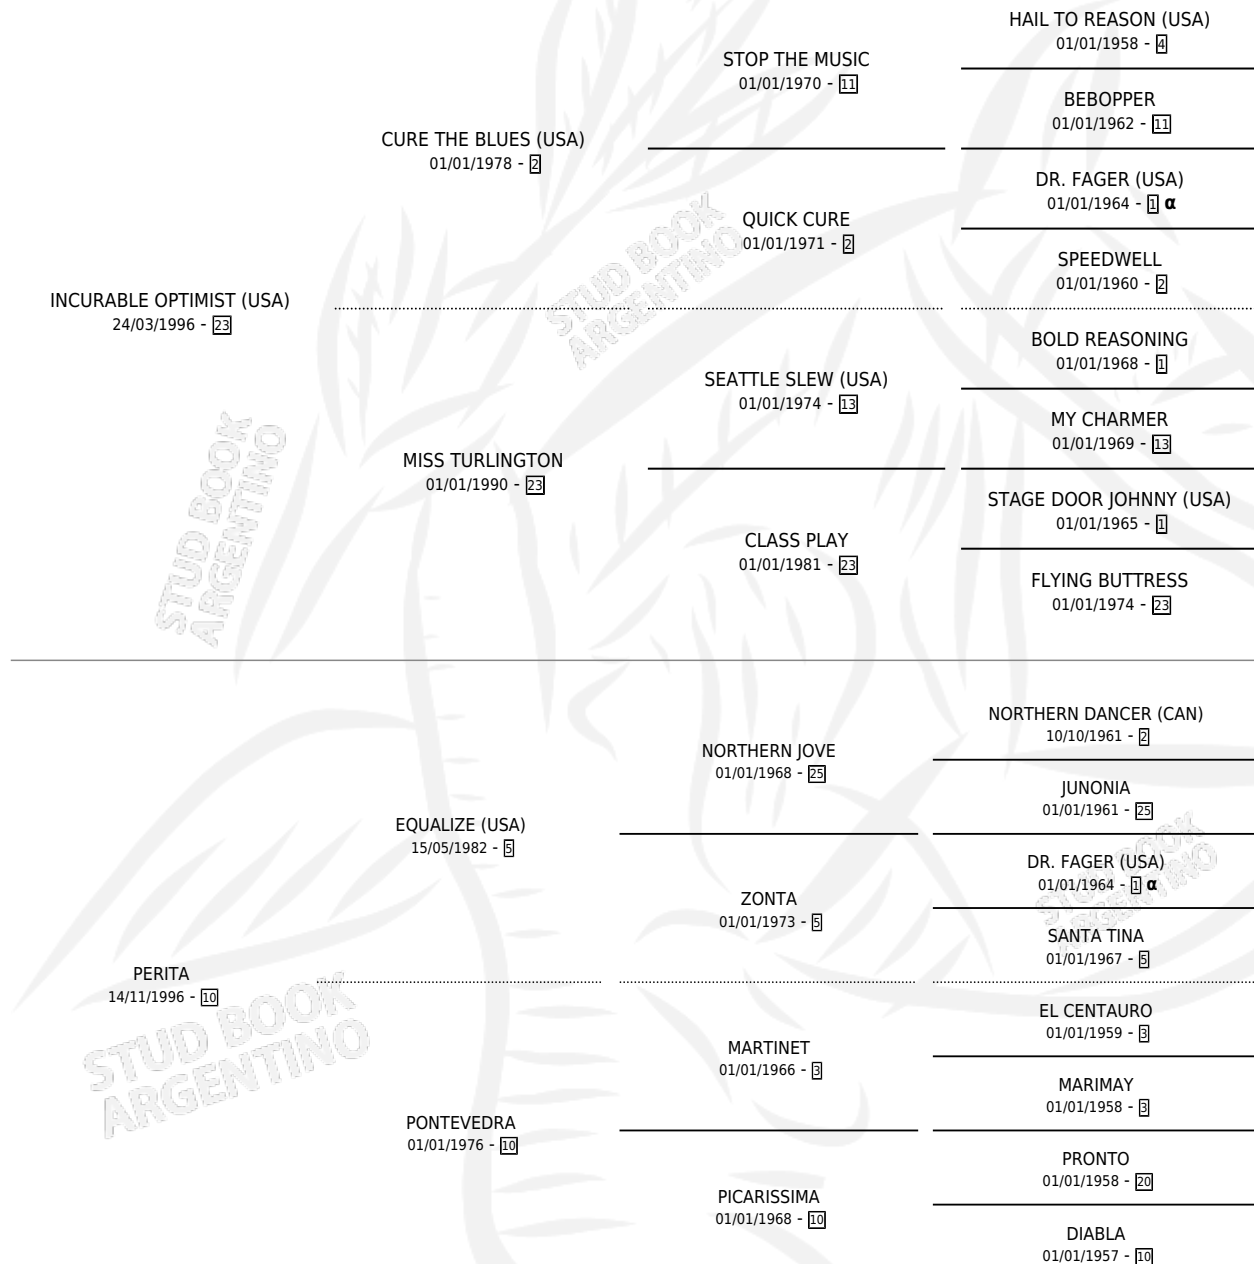 HAIL TO REASON (USA)
01/01/1958 - 4
STOP THE MUSIC
01/01/1970 - 11
BEBOPPER
01/01/1962 - 11
CURE THE BLUES (USA)
01/01/1978 - 2
DR. FAGER (USA)
01/01/1964 - 1 α
QUICK CURE
01/01/1971 - 2
SPEEDWELL
01/01/1960 - 2
INCURABLE OPTIMIST (USA)
24/03/1996 - 23
BOLD REASONING
01/01/1968 - 1
SEATTLE SLEW (USA)
01/01/1974 - 13
MY CHARMER
01/01/1969 - 13
MISS TURLINGTON
01/01/1990 - 23
STAGE DOOR JOHNNY (USA)
01/01/1965 - 1
CLASS PLAY
01/01/1981 - 23
FLYING BUTTRESS
01/01/1974 - 23
NORTHERN DANCER (CAN)
10/10/1961 - 2
NORTHERN JOVE
01/01/1968 - 25
JUNONIA
01/01/1961 - 25
EQUALIZE (USA)
15/05/1982 - 5
DR. FAGER (USA)
01/01/1964 - 1 α
ZONTA
01/01/1973 - 5
SANTA TINA
01/01/1967 - 5
PERITA
14/11/1996 - 10
EL CENTAURO
01/01/1959 - 3
MARTINET
01/01/1966 - 3
MARIMAY
01/01/1958 - 3
PONTEVEDRA
01/01/1976 - 10
PRONTO
01/01/1958 - 20
PICARISSIMA
01/01/1968 - 10
DIABLA
01/01/1957 - 10
STUD BOOK
ARGENTINO
STUD BOOK
ARGENTINO
STUD BOOK
ARGENTINO
STUD BOOK
ARGENTINO